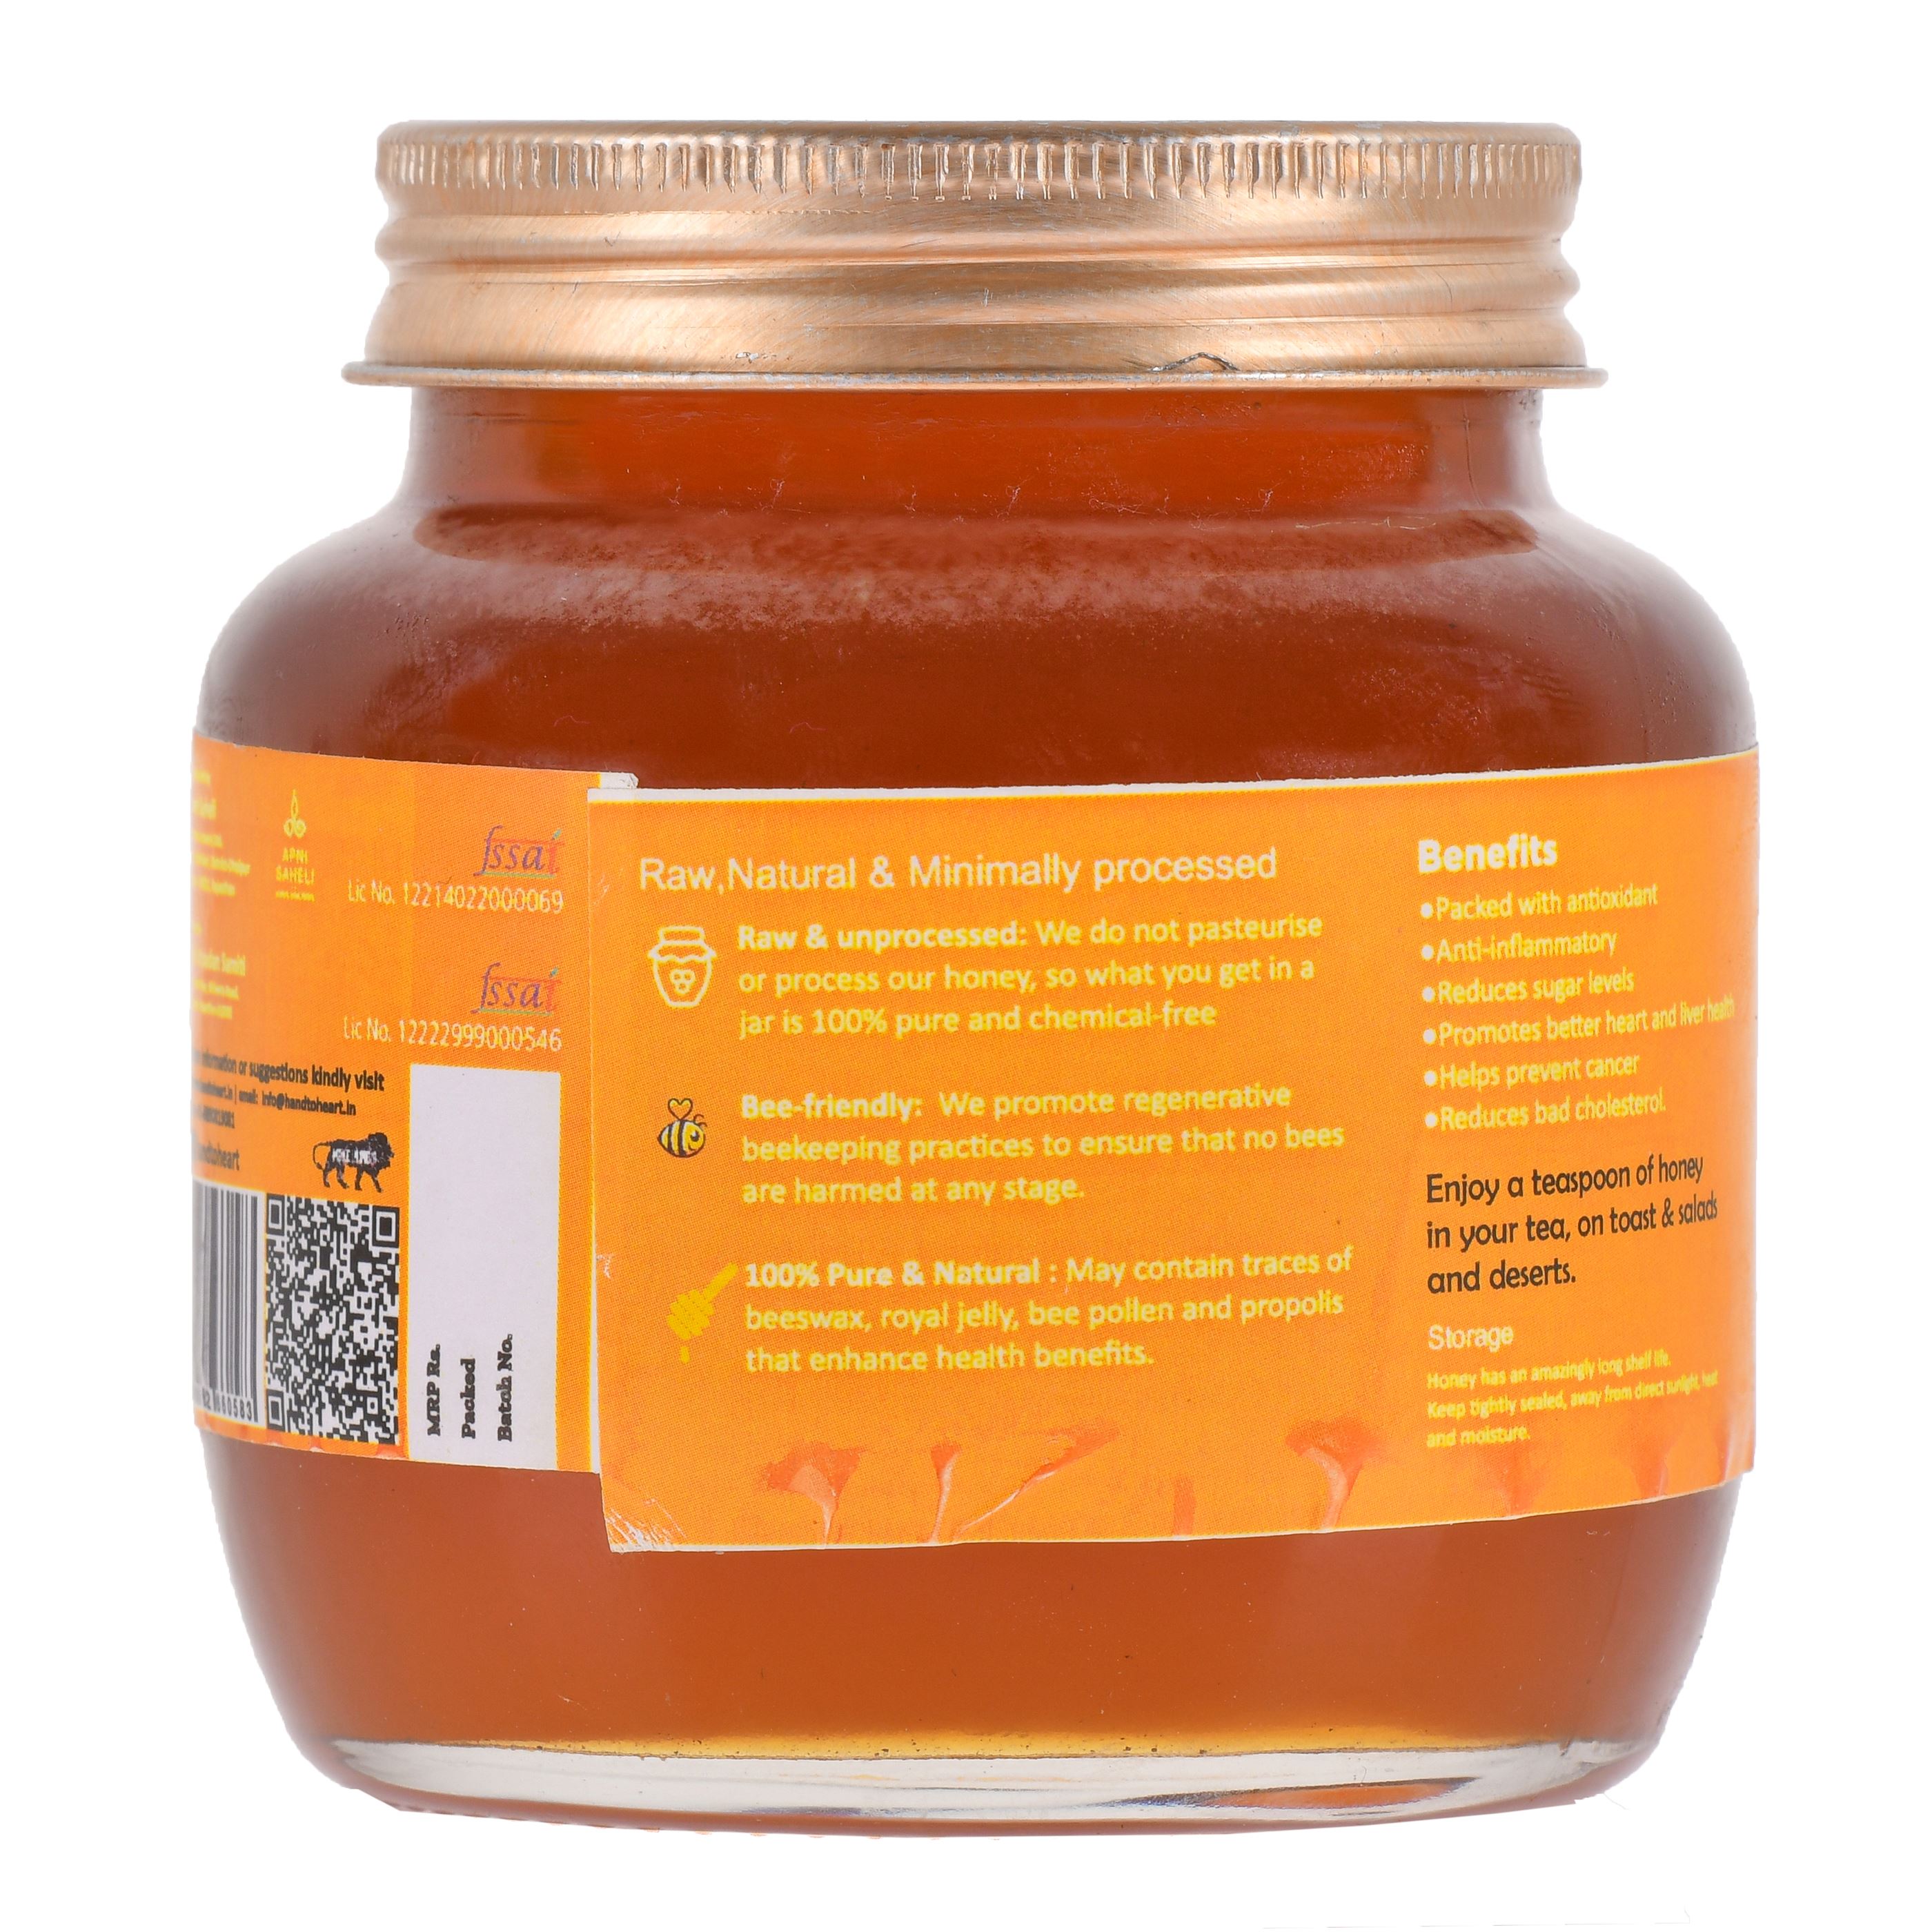 APNI
SAHELI
fssai
Lic No. 12214022000069
fssai
Lic No. 12222999000546
information or suggestions kindly visit
email: info@handtoheart.in
MRP Rs.
Packed
Batch No.
Raw,Natural & Minimally processed
Raw & unprocessed: We do not pasteurise
or process our honey, so what you get in a
jar is 100% pure and chemical-free
Bee-friendly: We promote regenerative
beekeeping practices to ensure that no bees
are harmed at any stage.
100% Pure & Natural : May contain traces of
beeswax, royal jelly, bee pollen and propolis
that enhance health benefits.
Benefits
•Packed with antioxidant
•Anti-inflammatory
•Reduces sugar levels
•Promotes better heart and liver health
•Helps prevent cancer
•Reduces bad cholesterol.
Enjoy a teaspoon of honey
in your tea, on toast & salads
and deserts.
Storage
Honey has an amazingly long shelf life.
Keep tightly sealed, away from direct sunlight, heat
and moisture.